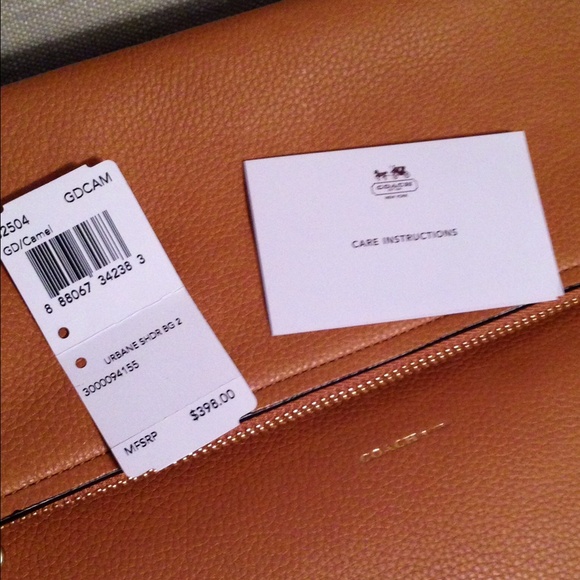 2504
GDCAM
GD/Camel
8 88067 34238 3
URBANE SHDR BG 2
3000094155
MFSRP
$398.00
COACH
NEW YORK
CARE INSTRUCTIONS
COACH